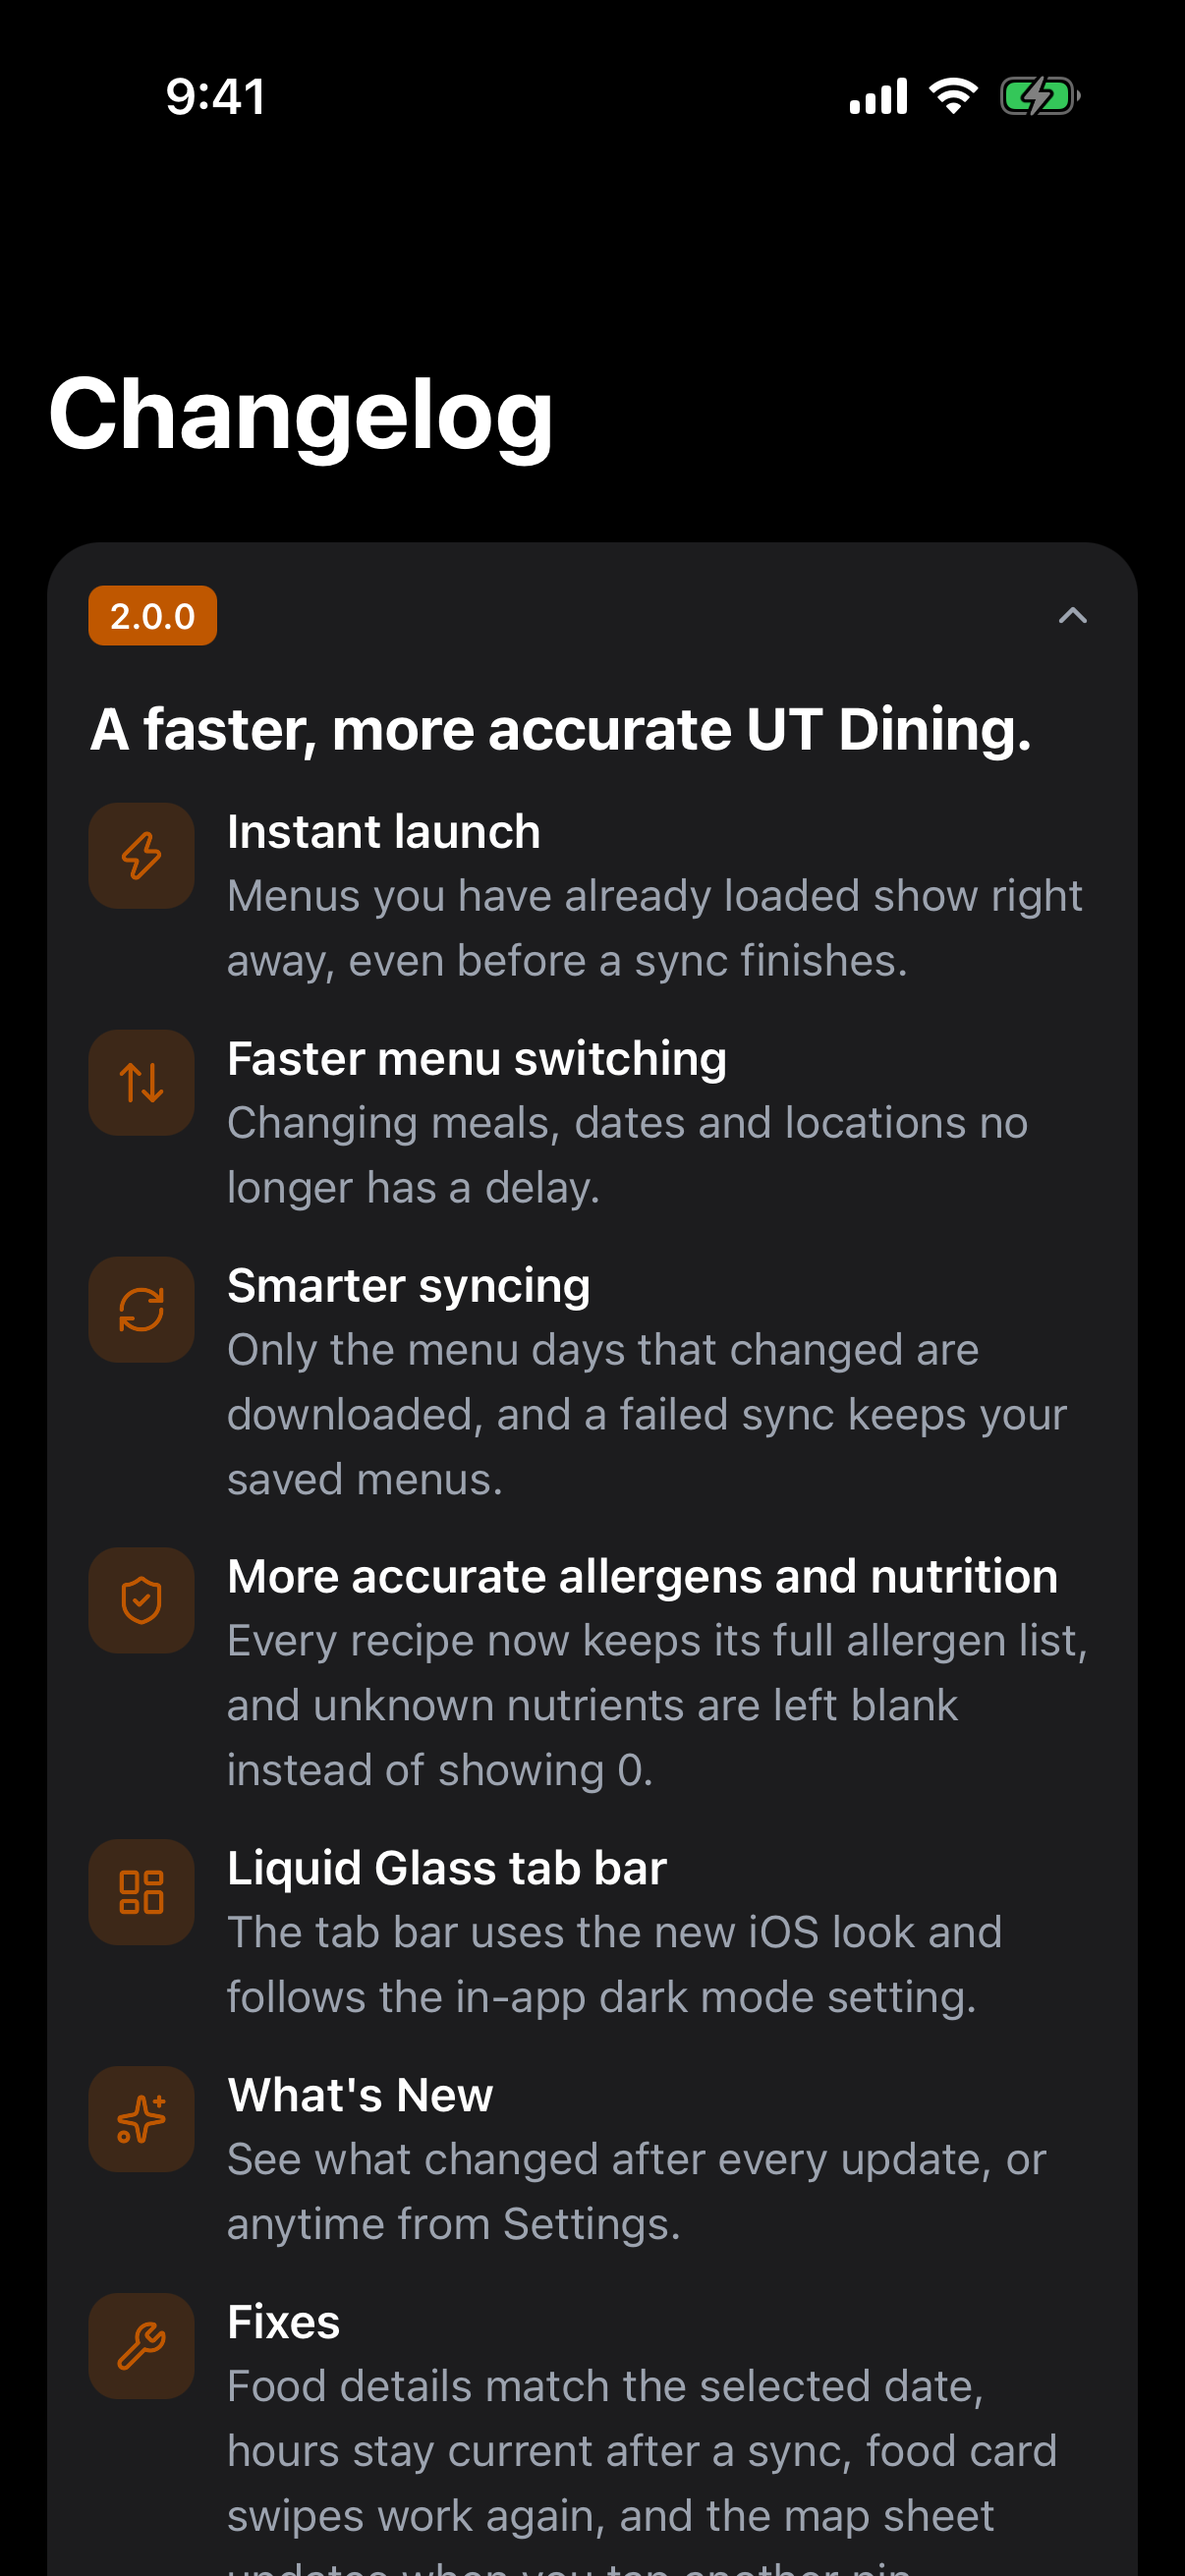 9:41
Changelog
2.0.0
A faster, more accurate UT Dining.
Instant launch
Menus you have already loaded show right
away, even before a sync finishes.
Faster menu switching
Changing meals, dates and locations no
longer has a delay.
Smarter syncing
Only the menu days that changed are
downloaded, and a failed sync keeps your
saved menus.
More accurate allergens and nutrition
Every recipe now keeps its full allergen list,
and unknown nutrients are left blank
instead of showing 0.
Liquid Glass tab bar
The tab bar uses the new iOS look and
follows the in-app dark mode setting.
What's New
See what changed after every update, or
anytime from Settings.
Fixes
Food details match the selected date,
hours stay current after a sync, food card
swipes work again, and the map sheet
updates when you tap another pin